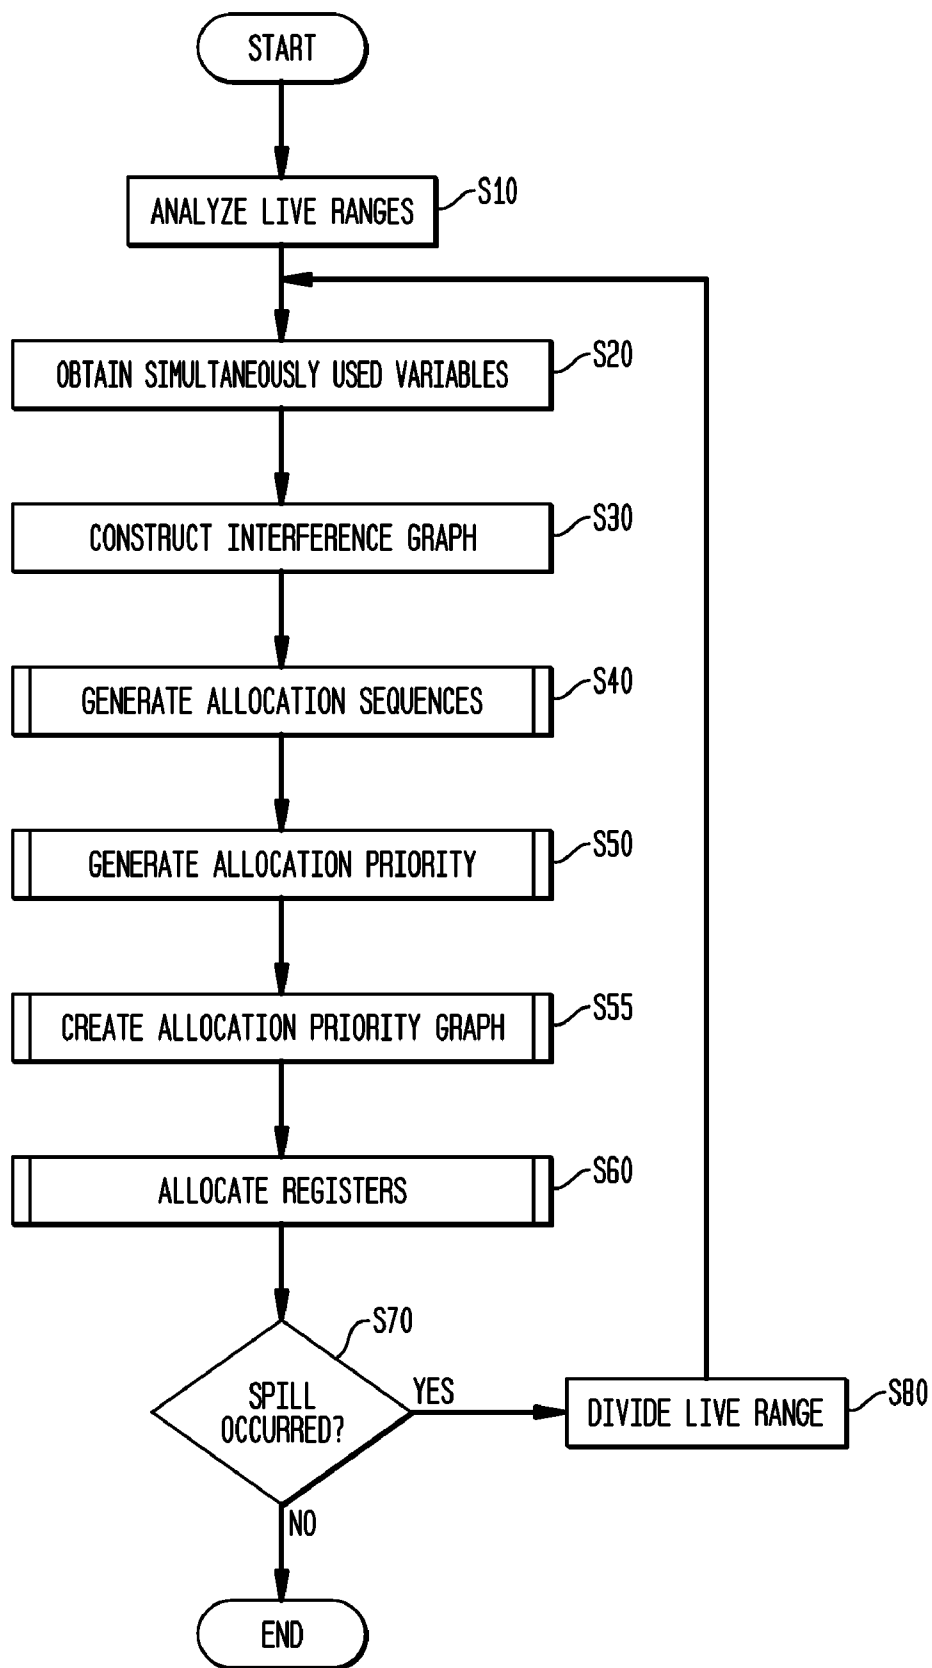 START
ANALYZE LIVE RANGES
S10
OBTAIN SIMULTANEOUSLY USED VARIABLES
S20
CONSTRUCT INTERFERENCE GRAPH
S30
GENERATE ALLOCATION SEQUENCES
S40
GENERATE ALLOCATION PRIORITY
S50
CREATE ALLOCATION PRIORITY GRAPH
S55
ALLOCATE REGISTERS
S60
S70
SPILL
OCCURRED?
YES
DIVIDE LIVE RANGE
S80
NO
END